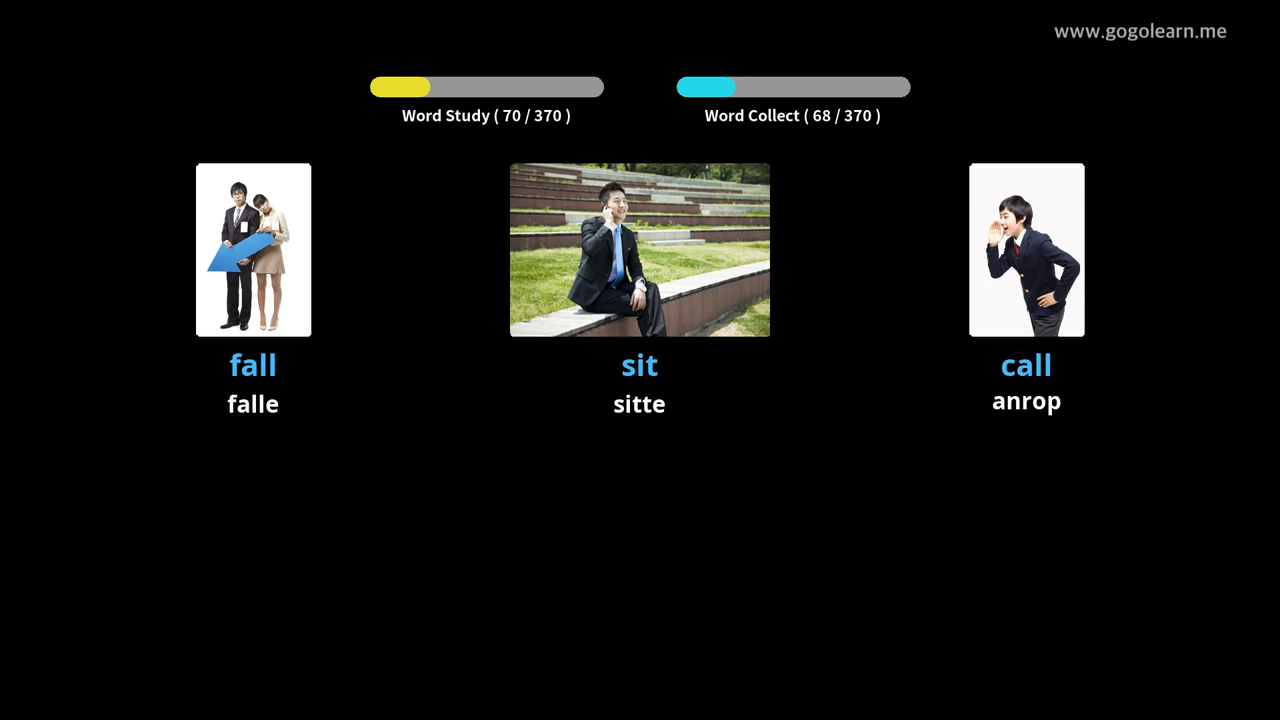 www.gogolearn.me
Word Study ( 70 / 370 )
Word Collect ( 68 / 370 )
fall
falle
sit
sitte
call
anrop